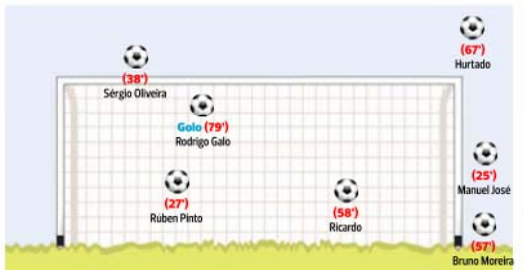 (67')
Hurtado
(38')
Sérgio Oliveira
Golo (79')
Rodrigo Galo
(25')
Manuel José
(27')
Ruben Pinto
(58')
Ricardo
(57')
Bruno Moreira